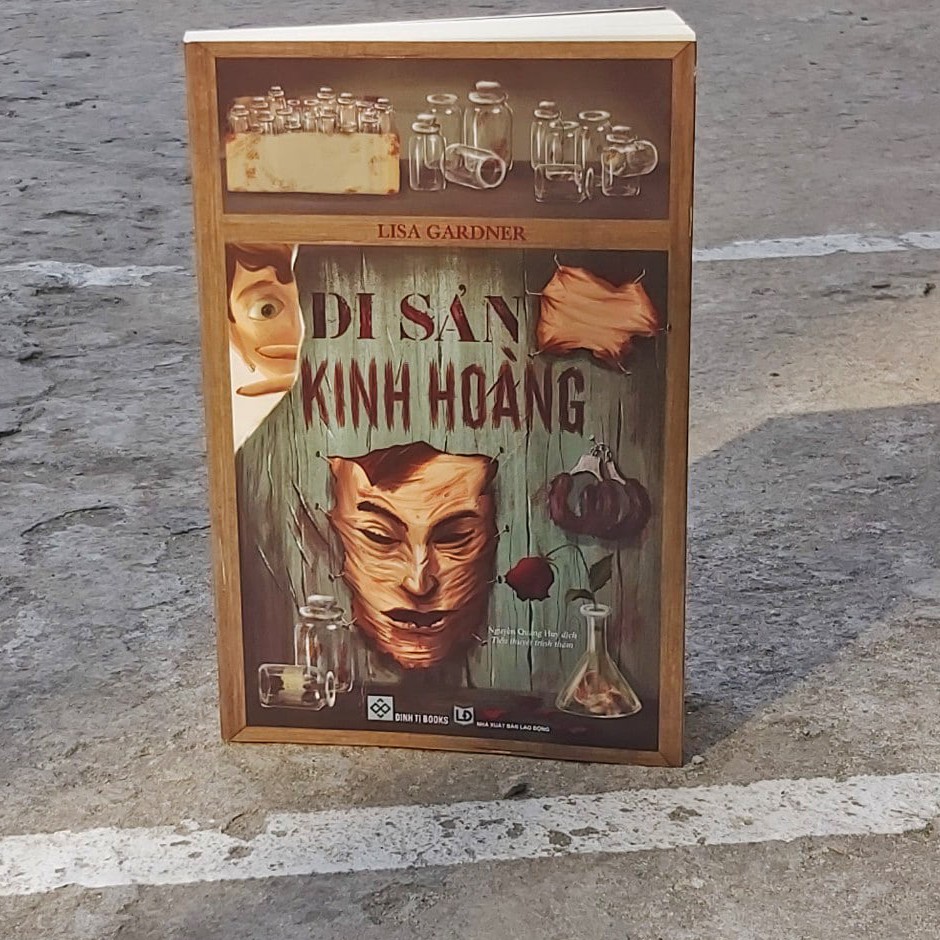 LISA GARDNER
DI SẢN
KINH HOÀNG
Nguyễn Quang Huy dịch
Tiểu thuyết trinh thám
DINH TI BOOKS
LĐ
NHÀ XUẤT BẢN LAO ĐỘNG